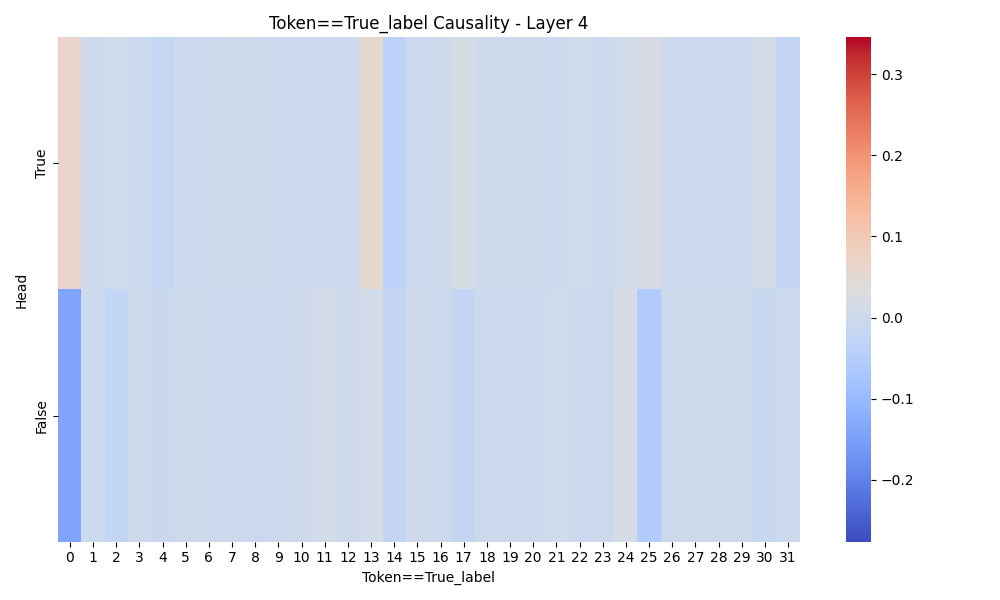 Token==True_label Causality - Layer 4
Head
True
False
0 1 2 3 4 5 6 7 8 9 10 11 12 13 14 15 16 17 18 19 20 21 22 23 24 25 26 27 28 29 30 31
Token==True_label
0.3
0.2
0.1
0.0
−0.1
−0.2